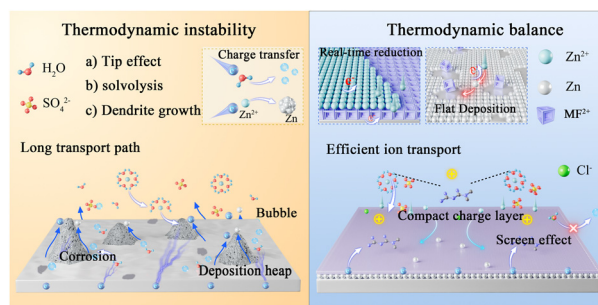 Thermodynamic instability
H₂O
SO₄²⁻
a) Tip effect
b) solvolysis
c) Dendrite growth
Charge transfer
Zn²⁺
Zn
Long transport path
Bubble
Corrosion
Deposition heap
Thermodynamic balance
Real-time reduction
Flat Deposition
Zn²⁺
Zn
MF²⁺
Cl⁻
Efficient ion transport
Compact charge layer
Screen effect